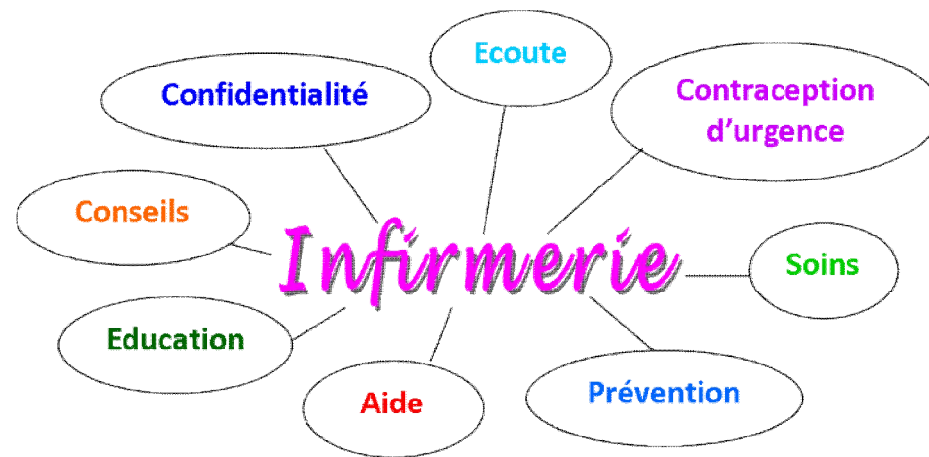 Ecoute
Confidentialité
Contraception
d'urgence
Conseils
Infirmerie
Soins
Education
Aide
Prévention